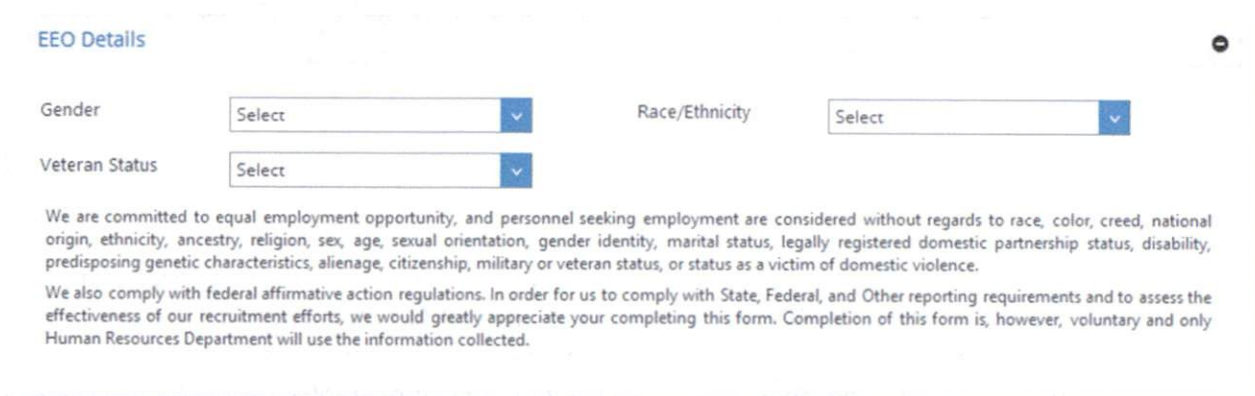 EEO Details
Gender
Select
Race/Ethnicity
Select
Veteran Status
Select
We are committed to equal employment opportunity, and personnel seeking employment are considered without regards to race, color, creed, national
origin, ethnicity, ancestry, religion, sex, age, sexual orientation, gender identity, marital status, legally registered domestic partnership status, disability,
predisposing genetic characteristics, alienage, citizenship, military or veteran status, or status as a victim of domestic violence.
We also comply with federal affirmative action regulations. In order for us to comply with State, Federal, and Other reporting requirements and to assess the
effectiveness of our recruitment efforts, we would greatly appreciate your completing this form. Completion of this form is, however, voluntary and only
Human Resources Department will use the information collected.